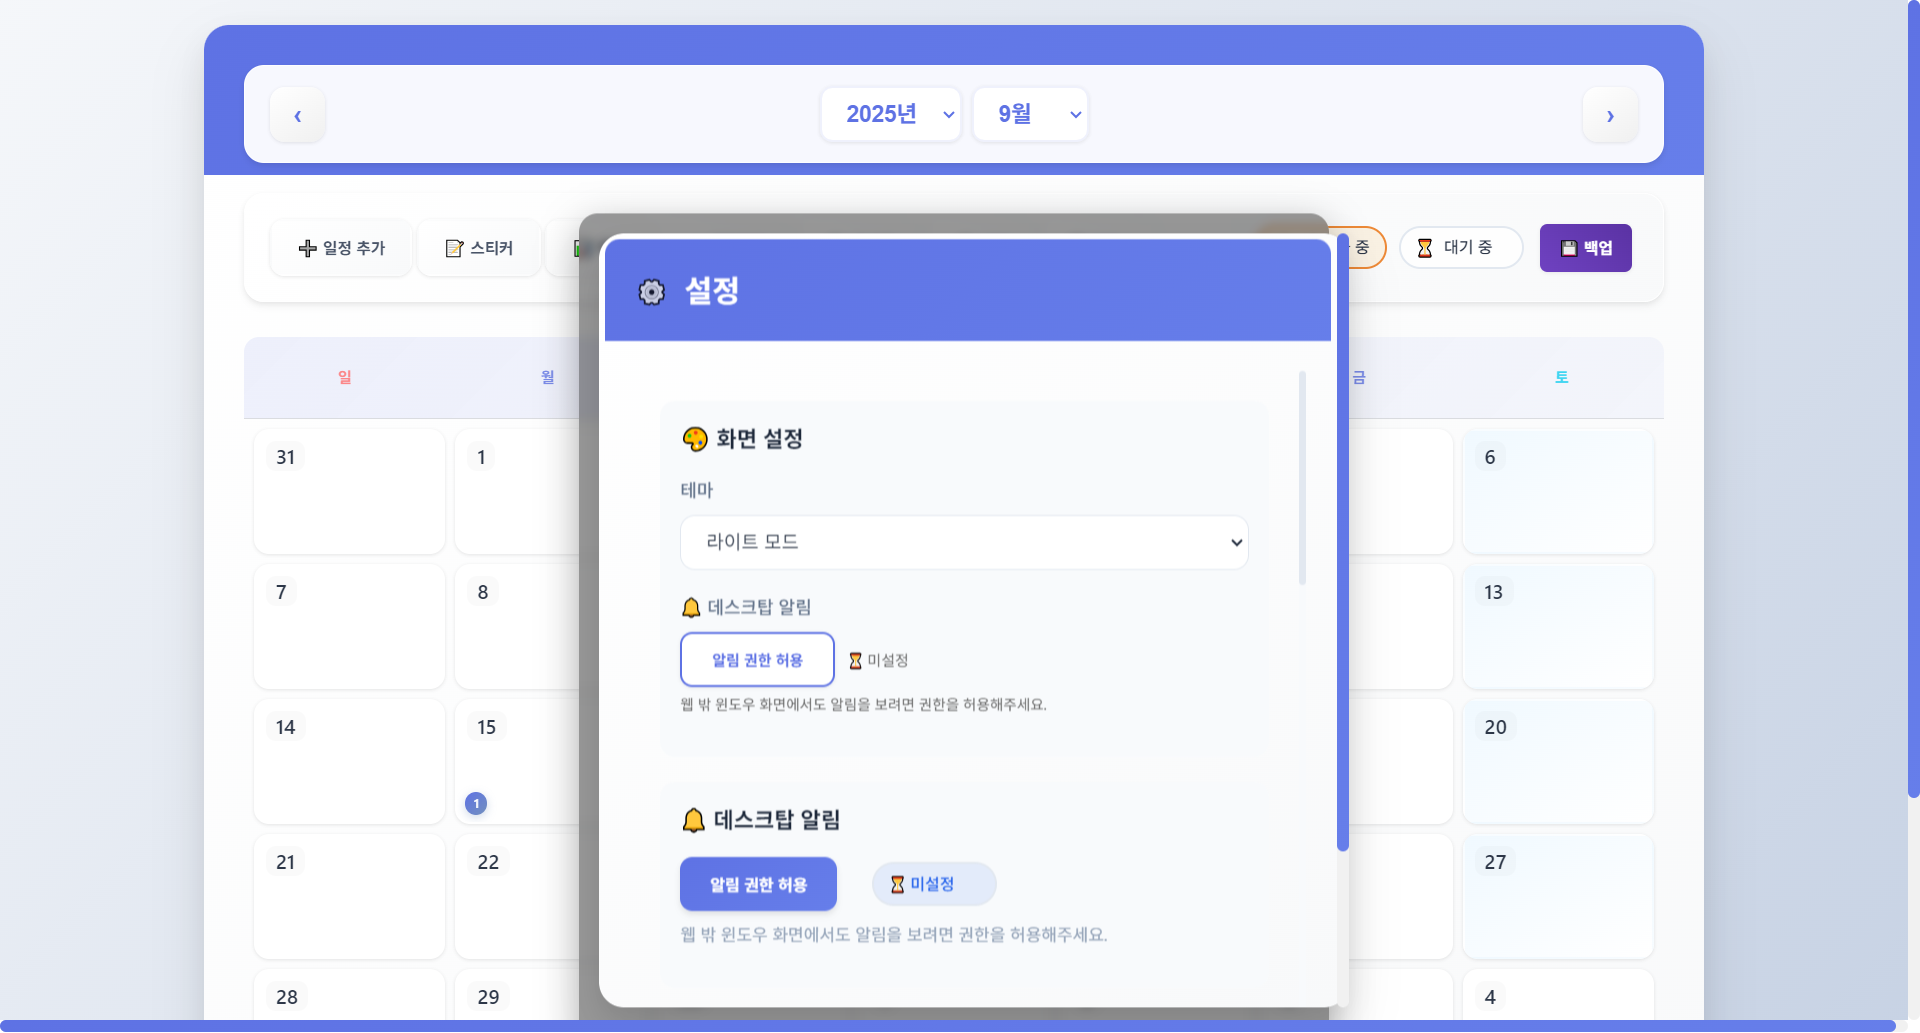 ‹
2025년
9월
›
➕ 일정 추가
📝 스티커
중
⏳ 대기 중
💾 백업
⚙️ 설정
일
월
금
토
🎨 화면 설정
테마
라이트 모드
🔔 데스크탑 알림
알림 권한 허용
⏳ 미설정
웹 밖 윈도우 화면에서도 알림을 보려면 권한을 허용해주세요.
🔔 데스크탑 알림
알림 권한 허용
⏳ 미설정
웹 밖 윈도우 화면에서도 알림을 보려면 권한을 허용해주세요.
31
1
6
7
8
13
14
15
1
20
21
22
27
28
29
4